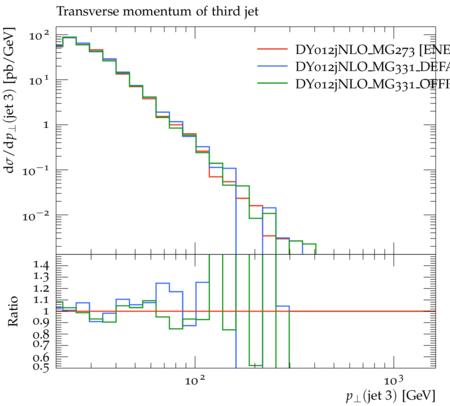 Transverse momentum of third jet
dσ/dp⊥(jet 3) [pb/GeV]
10²
10¹
1
10⁻¹
10⁻²
DY012jNLO_MG273 [ENE
DY012jNLO_MG331_DEFA
DY012jNLO_MG331_OFFI
Ratio
1.4
1.3
1.2
1.1
1
0.9
0.8
0.7
0.6
0.5
10² 10³
p⊥(jet 3) [GeV]